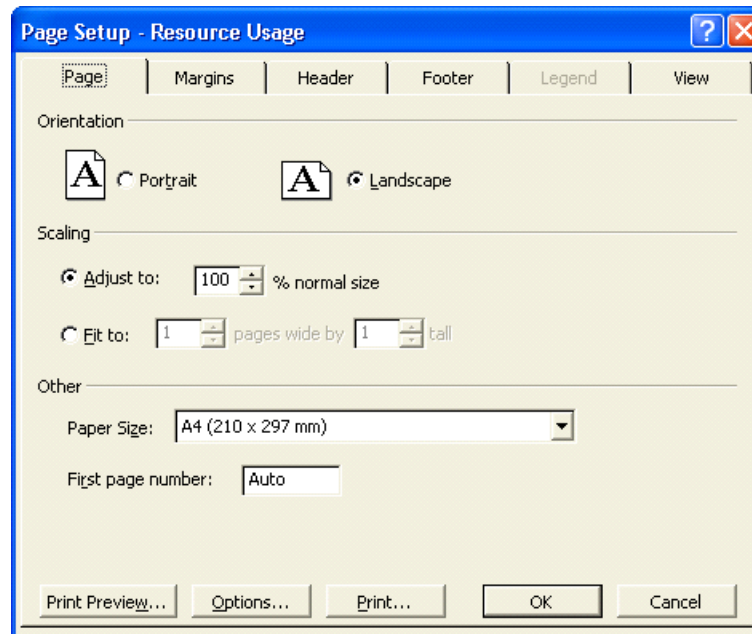 Page Setup - Resource Usage
Page Margins Header Footer Legend View
Orientation
A Portrait A Landscape
Scaling
Adjust to: 100 % normal size
Fit to: 1 pages wide by 1 tall
Other
Paper Size: A4 (210 x 297 mm)
First page number: Auto
Print Preview... Options... Print... OK Cancel